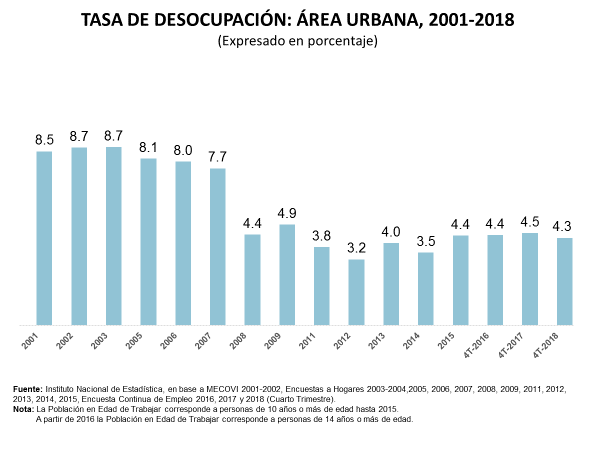 TASA DE DESOCUPACIÓN: ÁREA URBANA, 2001-2018
(Expresado en porcentaje)
8.5 8.7 8.7 8.1 8.0 7.7 4.4 4.9 3.8 3.2 4.0 3.5 4.4 4.4 4.5 4.3
2001 2002 2003 2005 2006 2007 2008 2009 2011 2012 2013 2014 2015 4T-2016 4T-2017 4T-2018
Fuente: Instituto Nacional de Estadística, en base a MECOVI 2001-2002, Encuestas a Hogares 2003-2004,2005, 2006, 2007, 2008, 2009, 2011, 2012,
2013, 2014, 2015, Encuesta Continua de Empleo 2016, 2017 y 2018 (Cuarto Trimestre).
Nota: La Población en Edad de Trabajar corresponde a personas de 10 años o más de edad hasta 2015.
A partir de 2016 la Población en Edad de Trabajar corresponde a personas de 14 años o más de edad.